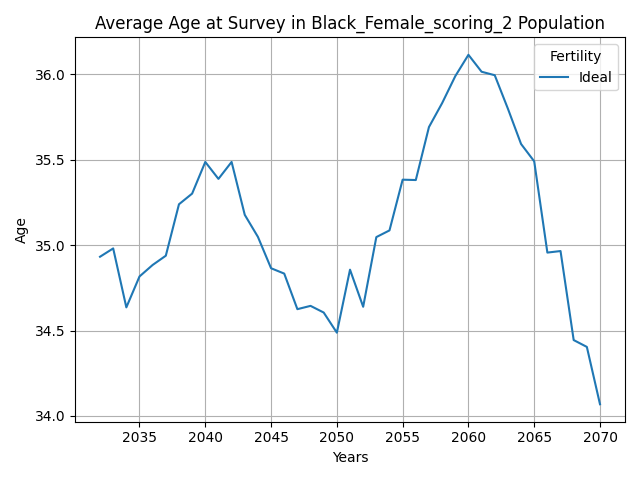 Average Age at Survey in Black_Female_scoring_2 Population
Fertility
Ideal
36.0
35.5
35.0
34.5
34.0
Age
2035 2040 2045 2050 2055 2060 2065 2070
Years